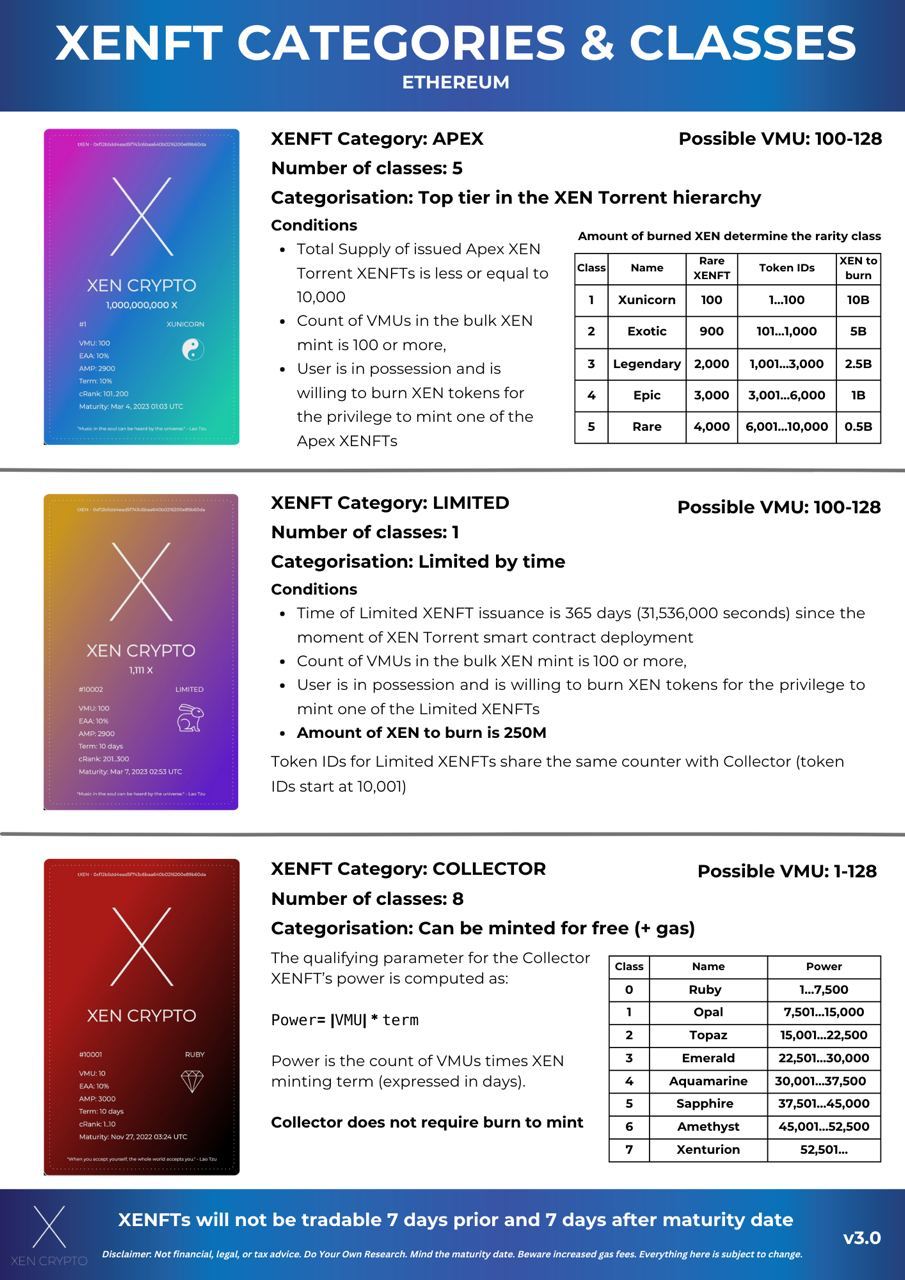 XENFT CATEGORIES & CLASSES
ETHEREUM
XEN CRYPTO
1,000,000,000 X
#1 XUNICORN
VMU: 100
EAA: 10%
AMP: 2900
Term: 10%
cRank: 101..200
Maturity: Mar 4, 2023 01:03 UTC
"Music in the soul can be heard by the universe." - Lao Tzu
XENFT Category: APEX
Possible VMU: 100-128
Number of classes: 5
Categorisation: Top tier in the XEN Torrent hierarchy
Conditions
• Total Supply of issued Apex XEN
Torrent XENFTs is less or equal to
10,000
• Count of VMUs in the bulk XEN
mint is 100 or more,
• User is in possession and is
willing to burn XEN tokens for
the privilege to mint one of the
Apex XENFTs
Amount of burned XEN determine the rarity class
Class Name Rare XENFT Token IDs XEN to burn
1 Xunicorn 100 1...100 10B
2 Exotic 900 101...1,000 5B
3 Legendary 2,000 1,001...3,000 2.5B
4 Epic 3,000 3,001...6,000 1B
5 Rare 4,000 6,001...10,000 0.5B
XEN CRYPTO
1,111 X
#10002 LIMITED
VMU: 100
EAA: 10%
AMP: 2900
Term: 10 days
cRank: 201..300
Maturity: Mar 7, 2023 02:53 UTC
"Music in the soul can be heard by the universe." - Lao Tzu
XENFT Category: LIMITED
Possible VMU: 100-128
Number of classes: 1
Categorisation: Limited by time
Conditions
• Time of Limited XENFT issuance is 365 days (31,536,000 seconds) since the
moment of XEN Torrent smart contract deployment
• Count of VMUs in the bulk XEN mint is 100 or more,
• User is in possession and is willing to burn XEN tokens for the privilege to
mint one of the Limited XENFTs
• Amount of XEN to burn is 250M
Token IDs for Limited XENFTs share the same counter with Collector (token
IDs start at 10,001)
XEN CRYPTO
#10001 RUBY
VMU: 10
EAA: 10%
AMP: 3000
Term: 10 days
cRank: 1..10
Maturity: Nov 27, 2022 03:24 UTC
"When you accept yourself, the whole world accepts you." - Lao Tzu
XENFT Category: COLLECTOR
Possible VMU: 1-128
Number of classes: 8
Categorisation: Can be minted for free (+ gas)
The qualifying parameter for the Collector
XENFT's power is computed as:
Power= |VMU| * term
Power is the count of VMUs times XEN
minting term (expressed in days).
Collector does not require burn to mint
Class Name Power
0 Ruby 1...7,500
1 Opal 7,501...15,000
2 Topaz 15,001...22,500
3 Emerald 22,501...30,000
4 Aquamarine 30,001...37,500
5 Sapphire 37,501...45,000
6 Amethyst 45,001...52,500
7 Xenturion 52,501...
XEN CRYPTO
XENFTs will not be tradable 7 days prior and 7 days after maturity date
Disclaimer: Not financial, legal, or tax advice. Do Your Own Research. Mind the maturity date. Beware increased gas fees. Everything here is subject to change.
v3.0